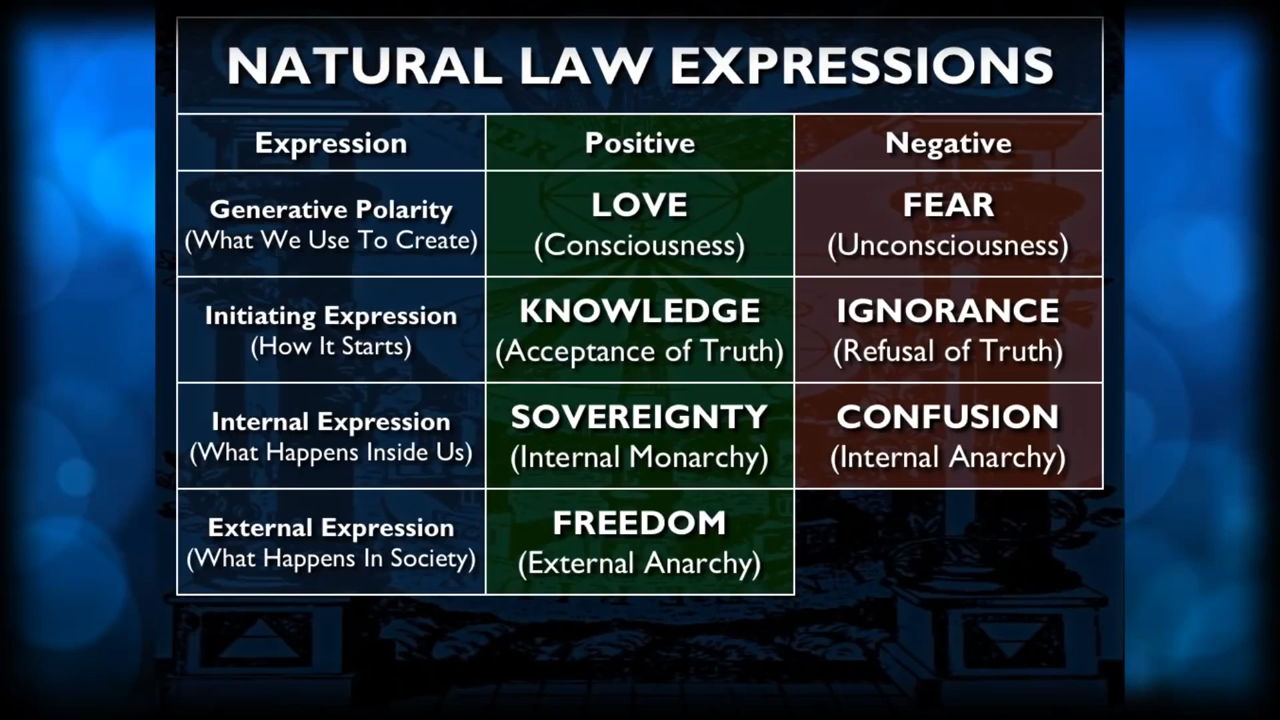 NATURAL LAW EXPRESSIONS
Expression Positive Negative
Generative Polarity
(What We Use To Create)
LOVE
(Consciousness)
FEAR
(Unconsciousness)
Initiating Expression
(How It Starts)
KNOWLEDGE
(Acceptance of Truth)
IGNORANCE
(Refusal of Truth)
Internal Expression
(What Happens Inside Us)
SOVEREIGNTY
(Internal Monarchy)
CONFUSION
(Internal Anarchy)
External Expression
(What Happens In Society)
FREEDOM
(External Anarchy)